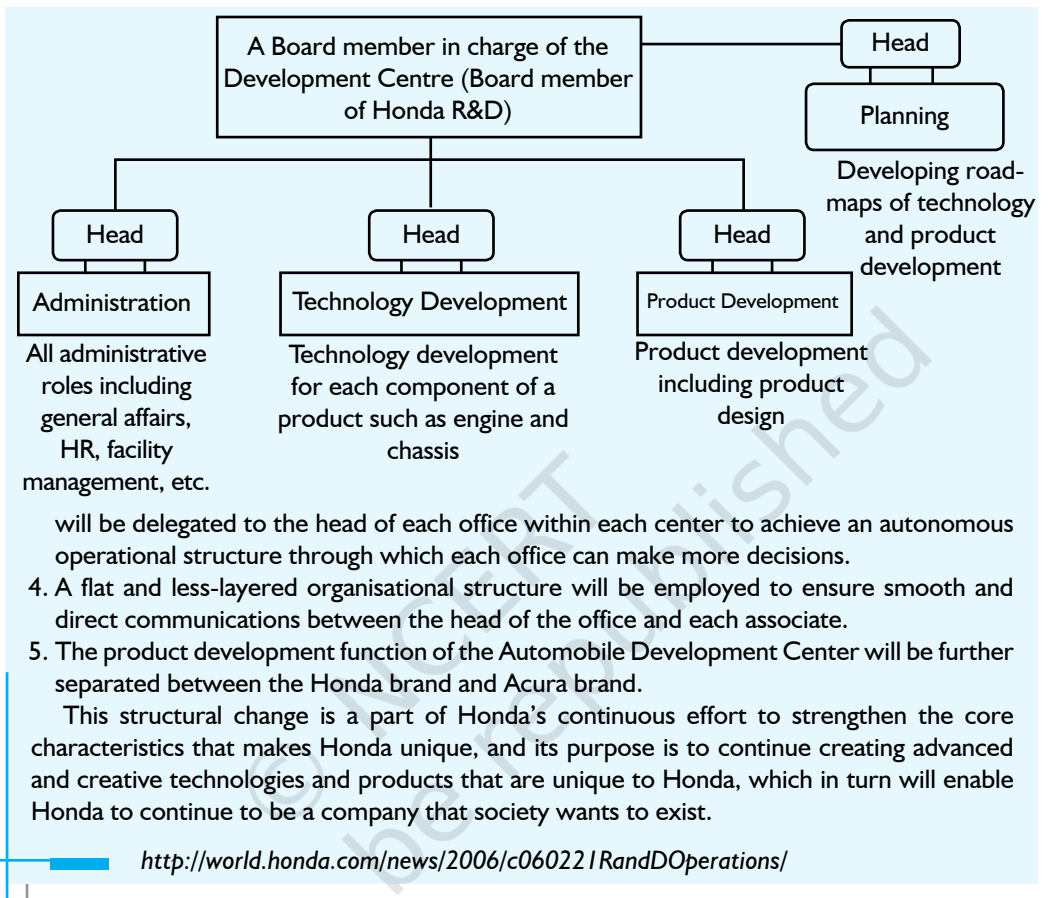 A Board member in charge of the
Development Centre (Board member
of Honda R&D)
Head
Planning
Developing road-
maps of technology
and product
development
Head
Administration
All administrative
roles including
general affairs,
HR, facility
management, etc.
Head
Technology Development
Technology development
for each component of a
product such as engine and
chassis
Head
Product Development
Product development
including product
design
will be delegated to the head of each office within each center to achieve an autonomous
operational structure through which each office can make more decisions.
4. A flat and less-layered organisational structure will be employed to ensure smooth and
direct communications between the head of the office and each associate.
5. The product development function of the Automobile Development Center will be further
separated between the Honda brand and Acura brand.
This structural change is a part of Honda's continuous effort to strengthen the core
characteristics that makes Honda unique, and its purpose is to continue creating advanced
and creative technologies and products that are unique to Honda, which in turn will enable
Honda to continue to be a company that society wants to exist.
http://world.honda.com/news/2006/c060221RandDOperations/
© NCERT
be republished